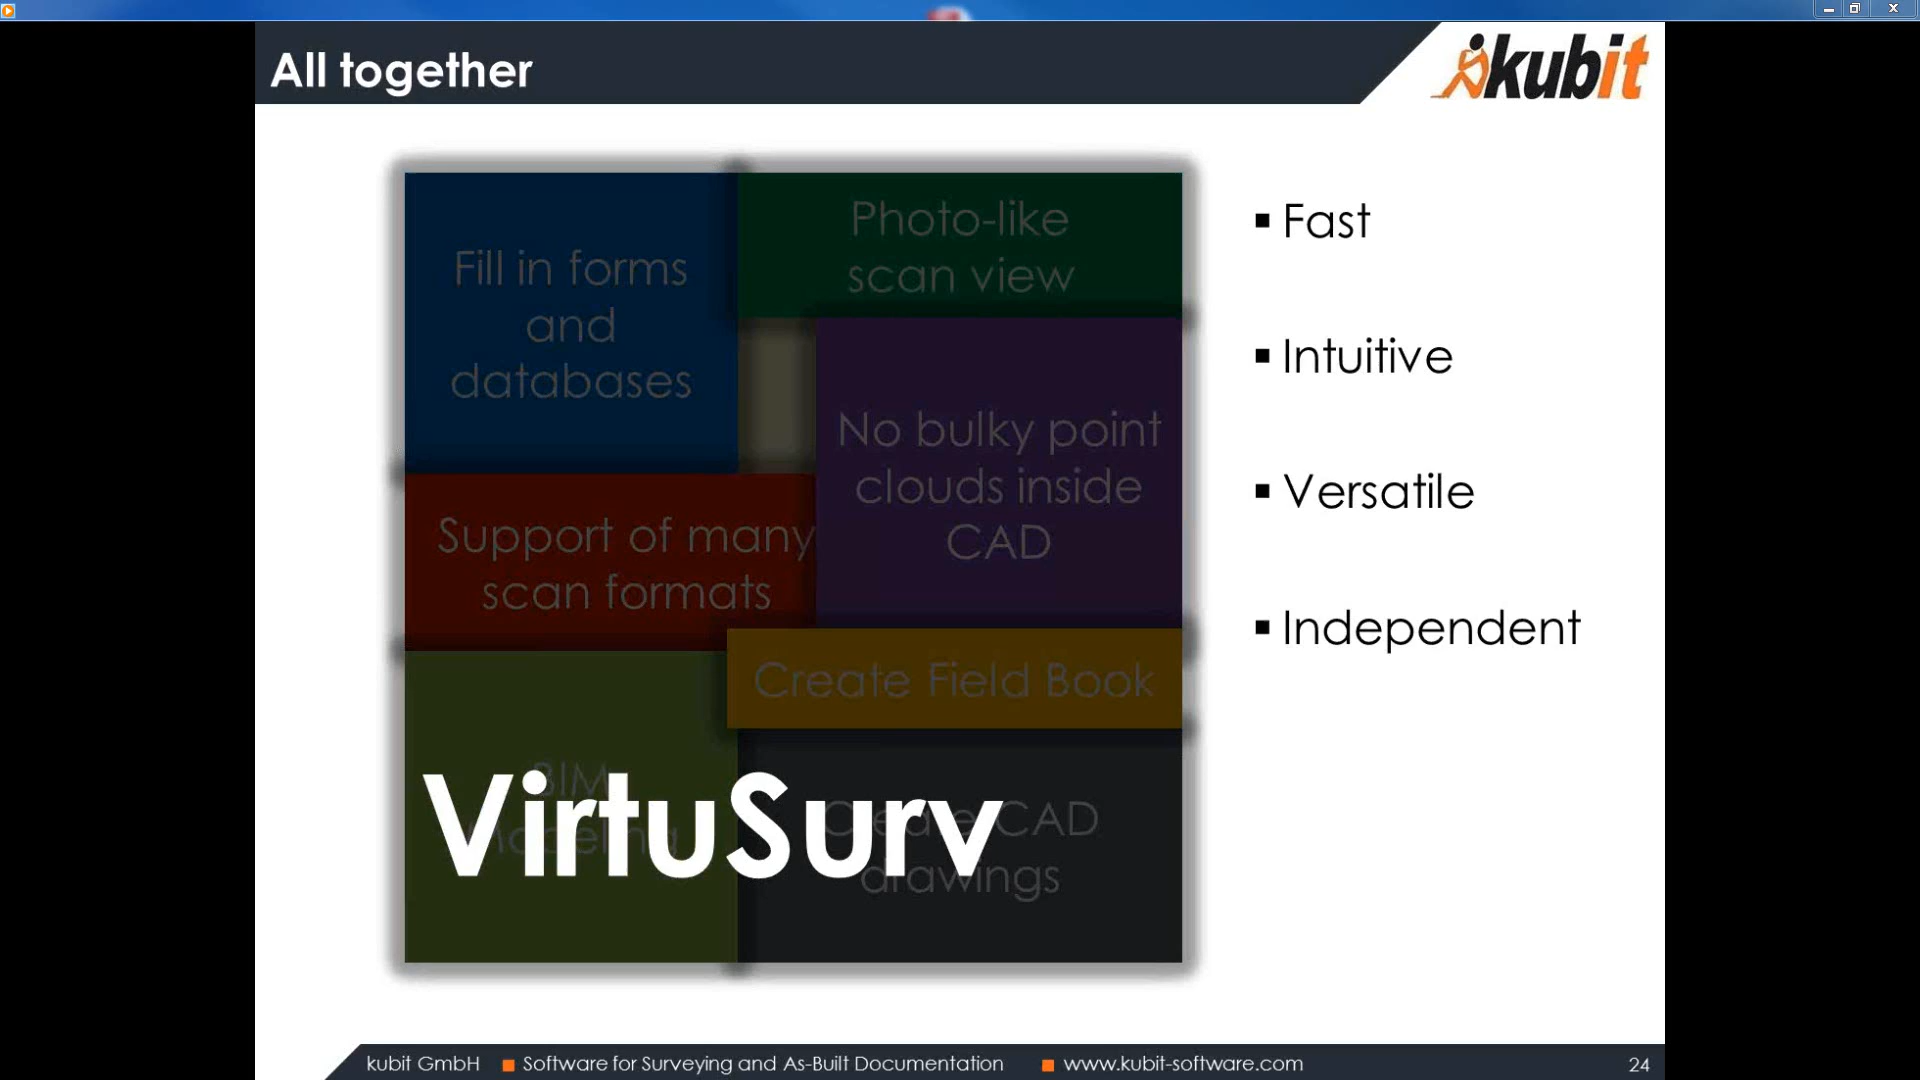 All together
kubit
Fill in forms
and
databases
Photo-like
scan view
No bulky point
clouds inside
CAD
Support of many
scan formats
Create Field Book
BIM
Modeling
Create CAD
drawings
VirtuSurv
▪ Fast
▪ Intuitive
▪ Versatile
▪ Independent
kubit GmbH ■ Software for Surveying and As-Built Documentation ■ www.kubit-software.com 24